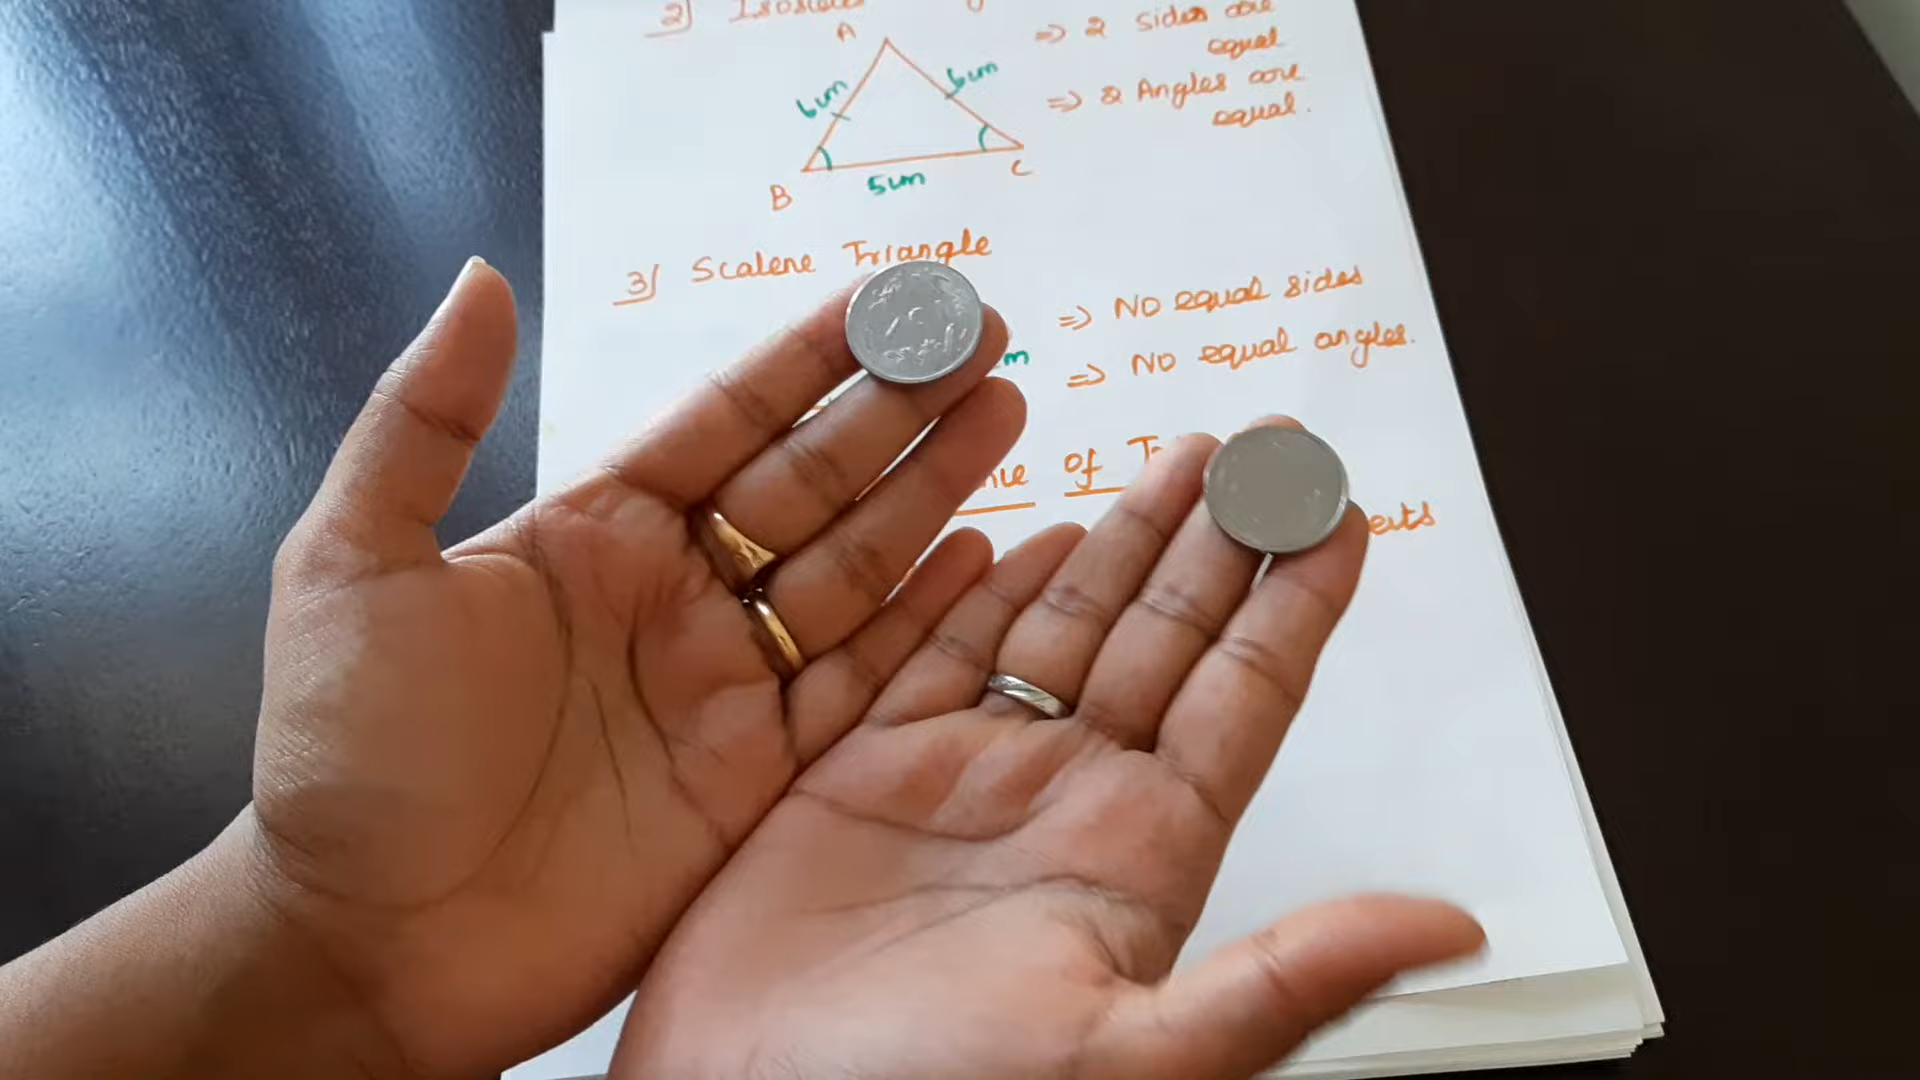 2)
A
⇒ 2 sides are
equal
6cm
6cm
⇒ 2 Angles are
equal.
B
5cm
C
3) Scalene Triangle
⇒ No equal sides
m
⇒ No equal angles.
of